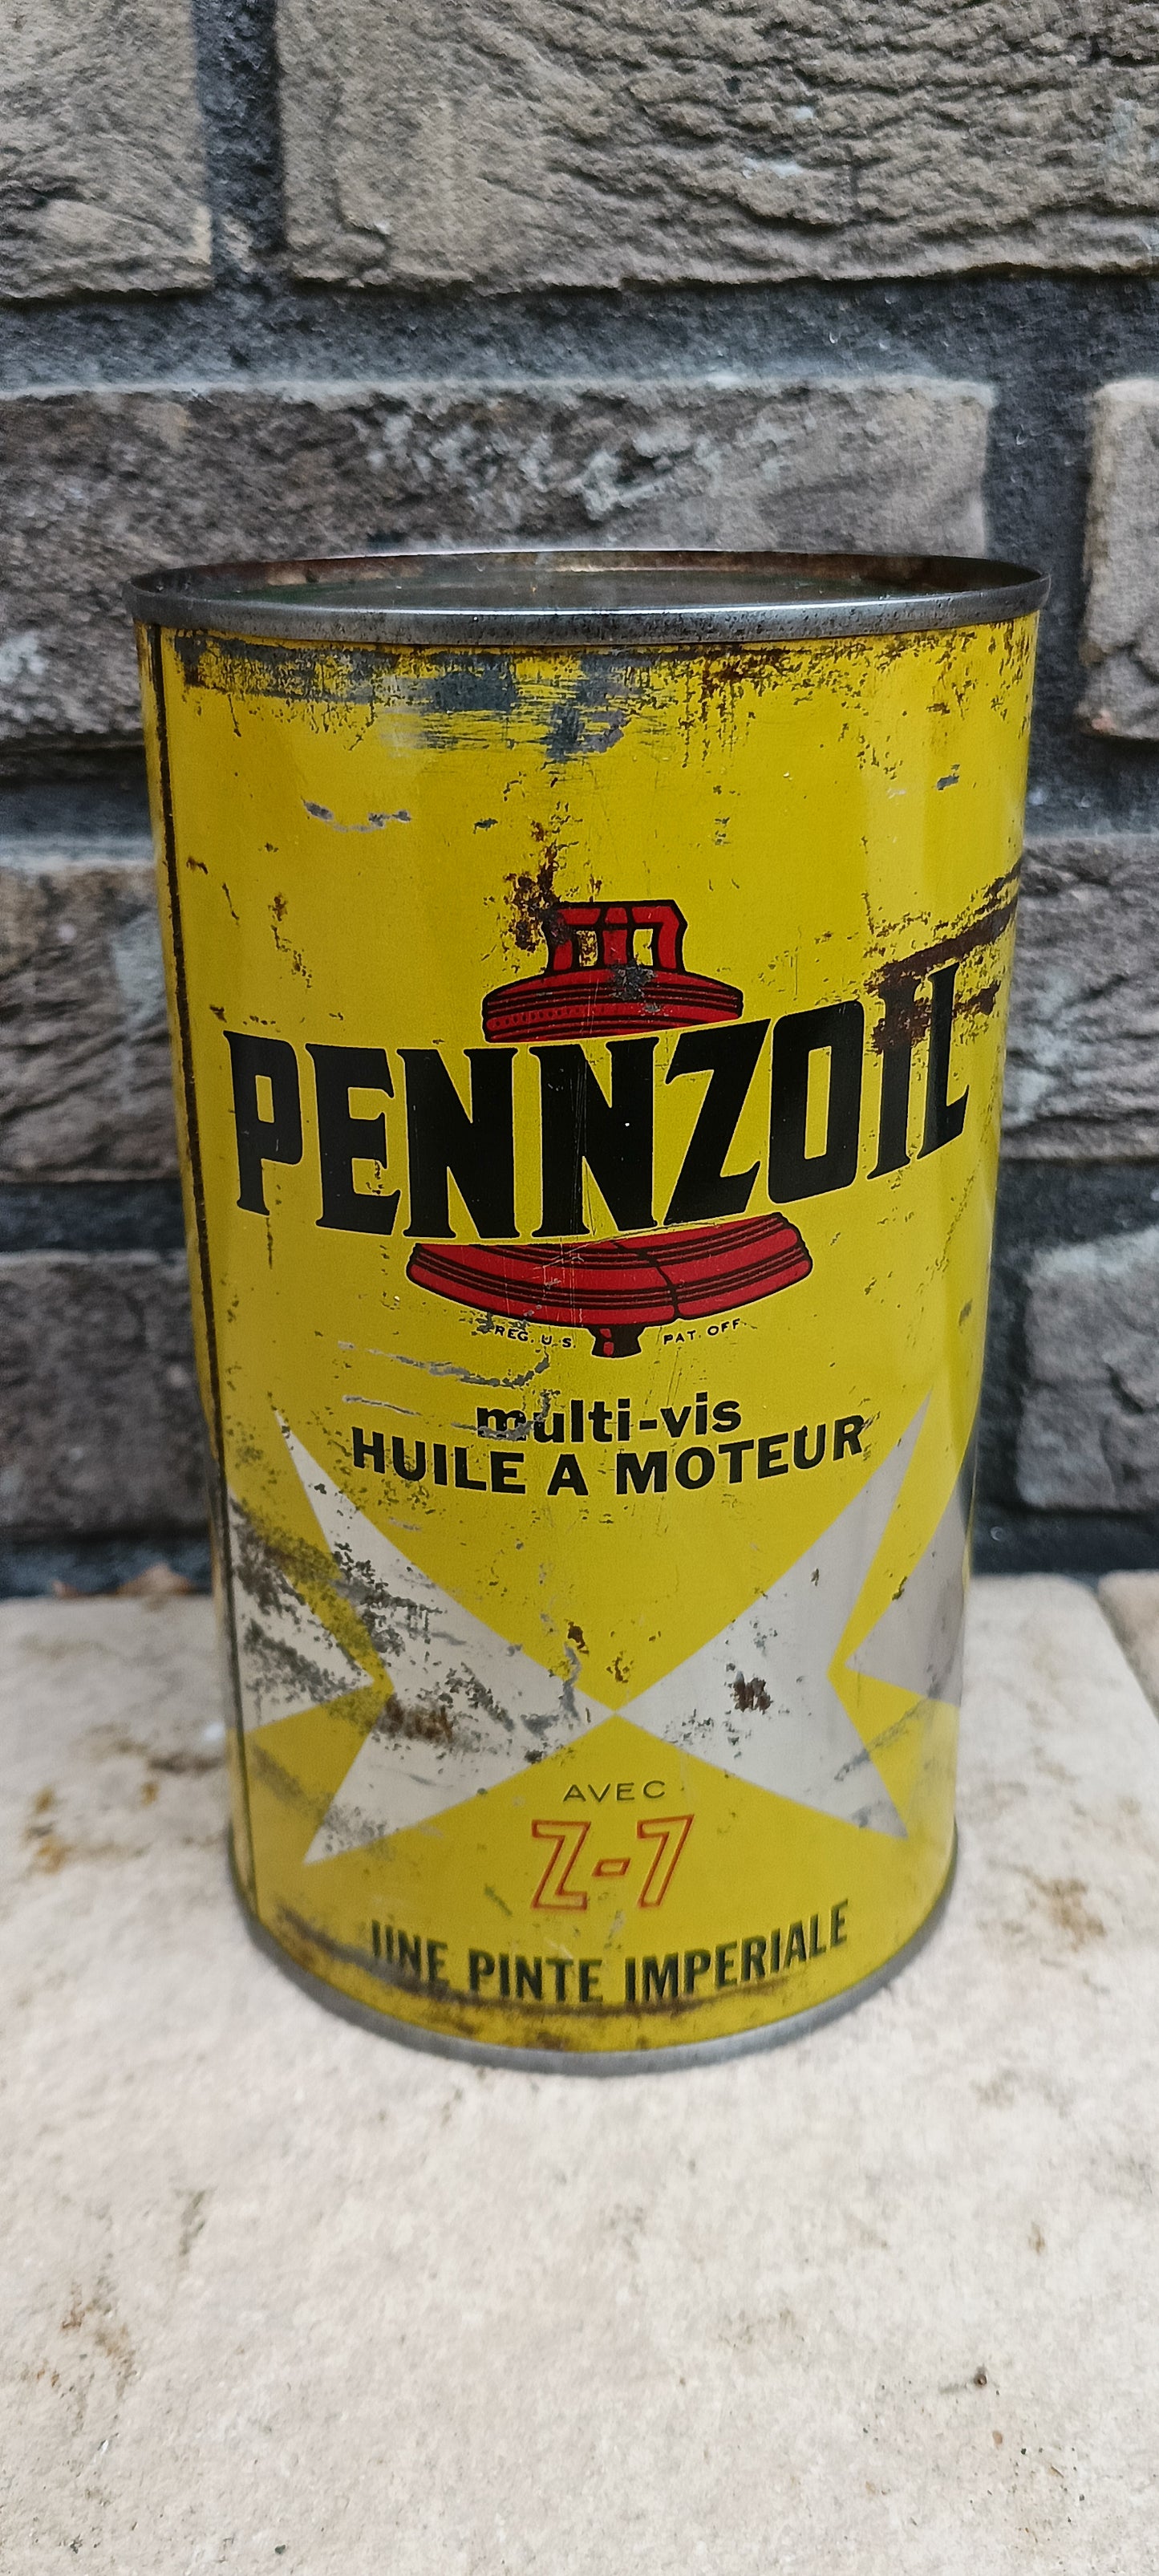 PENNZOIL
REG. U.S. PAT. OFF.
multi-vis
HUILE A MOTEUR
AVEC
Z-7
UNE PINTE IMPERIALE